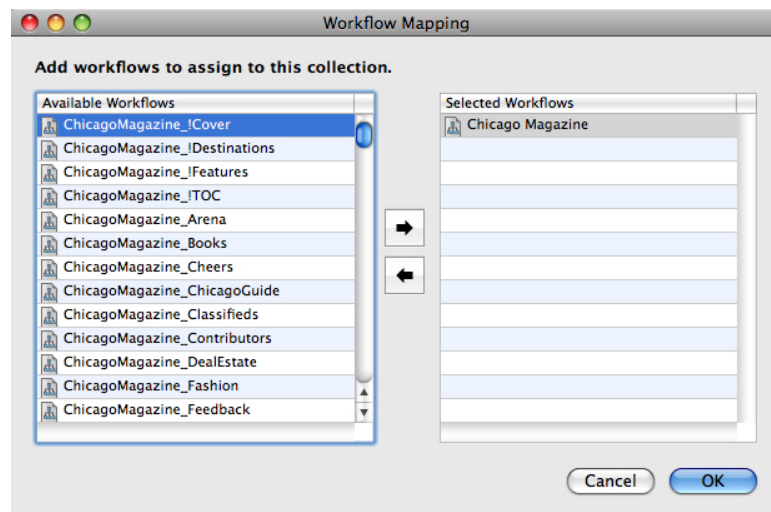 Workflow Mapping
Add workflows to assign to this collection.
Available Workflows
ChicagoMagazine_!Cover
ChicagoMagazine_!Destinations
ChicagoMagazine_!Features
ChicagoMagazine_!TOC
ChicagoMagazine_Arena
ChicagoMagazine_Books
ChicagoMagazine_Cheers
ChicagoMagazine_ChicagoGuide
ChicagoMagazine_Classifieds
ChicagoMagazine_Contributors
ChicagoMagazine_DealEstate
ChicagoMagazine_Fashion
ChicagoMagazine_Feedback
Selected Workflows
Chicago Magazine
Cancel
OK